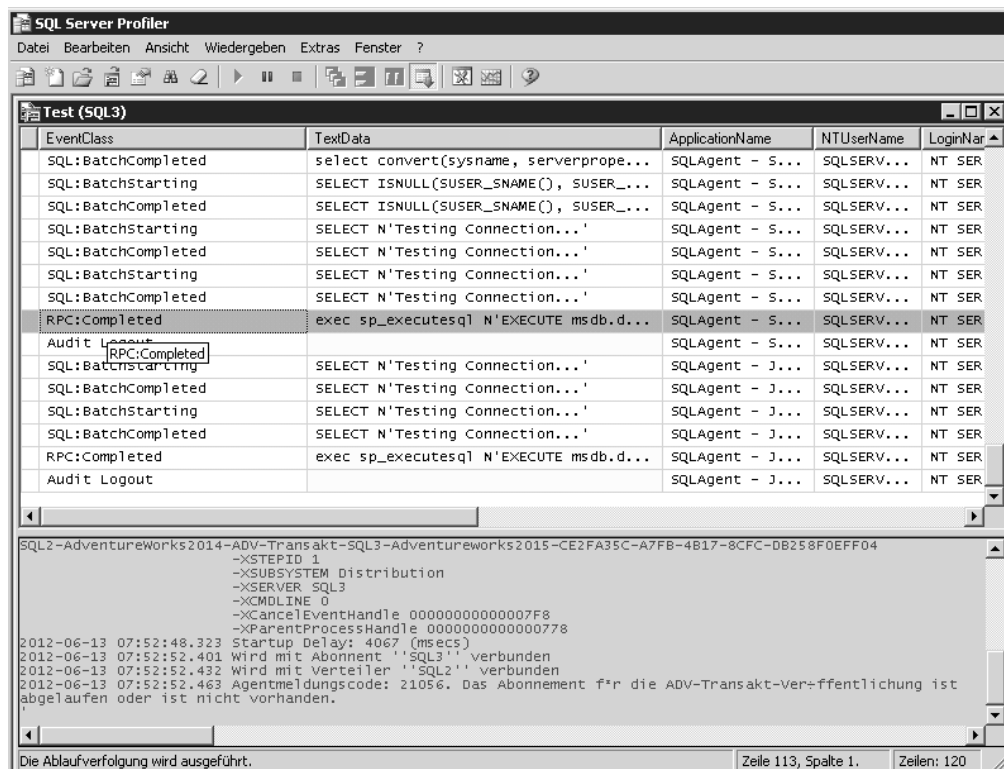 SQL Server Profiler
Datei Bearbeiten Ansicht Wiedergeben Extras Fenster ?
Test (SQL3)
EventClass TextData ApplicationName NTUserName LoginNar
SQL:BatchCompleted select convert(sysname, serverprope... SQLAgent - S... SQLSERV... NT SER
SQL:BatchStarting SELECT ISNULL(SUSER_SNAME(), SUSER_... SQLAgent - S... SQLSERV... NT SER
SQL:BatchCompleted SELECT ISNULL(SUSER_SNAME(), SUSER_... SQLAgent - S... SQLSERV... NT SER
SQL:BatchStarting SELECT N'Testing Connection...' SQLAgent - S... SQLSERV... NT SER
SQL:BatchCompleted SELECT N'Testing Connection...' SQLAgent - S... SQLSERV... NT SER
SQL:BatchStarting SELECT N'Testing Connection...' SQLAgent - S... SQLSERV... NT SER
SQL:BatchCompleted SELECT N'Testing Connection...' SQLAgent - S... SQLSERV... NT SER
RPC:Completed exec sp_executesql N'EXECUTE msdb.d... SQLAgent - S... SQLSERV... NT SER
Audit Logout SQLAgent - S... SQLSERV... NT SER
RPC:Completed
SQL:BatchStarting SELECT N'Testing Connection...' SQLAgent - J... SQLSERV... NT SER
SQL:BatchCompleted SELECT N'Testing Connection...' SQLAgent - J... SQLSERV... NT SER
SQL:BatchStarting SELECT N'Testing Connection...' SQLAgent - J... SQLSERV... NT SER
SQL:BatchCompleted SELECT N'Testing Connection...' SQLAgent - J... SQLSERV... NT SER
RPC:Completed exec sp_executesql N'EXECUTE msdb.d... SQLAgent - J... SQLSERV... NT SER
Audit Logout SQLAgent - J... SQLSERV... NT SER
SQL2-AdventureWorks2014-ADV-Transakt-SQL3-Adventureworks2015-CE2FA35C-A7FB-4B17-8CFC-DB258F0EFF04
-XSTEPID 1
-XSUBSYSTEM Distribution
-XSERVER SQL3
-XCMDLINE 0
-XCancelEventHandle 00000000000007F8
-XParentProcessHandle 0000000000000778
2012-06-13 07:52:48.323 Startup Delay: 4067 (msecs)
2012-06-13 07:52:52.401 Wird mit Abonnent ''SQL3'' verbunden
2012-06-13 07:52:52.432 Wird mit Verteiler ''SQL2'' verbunden
2012-06-13 07:52:52.463 Agentmeldungscode: 21056. Das Abonnement f³r die ADV-Transakt-Ver÷ffentlichung ist
abgelaufen oder ist nicht vorhanden.
'
Die Ablaufverfolgung wird ausgeführt. Zeile 113, Spalte 1. Zeilen: 120